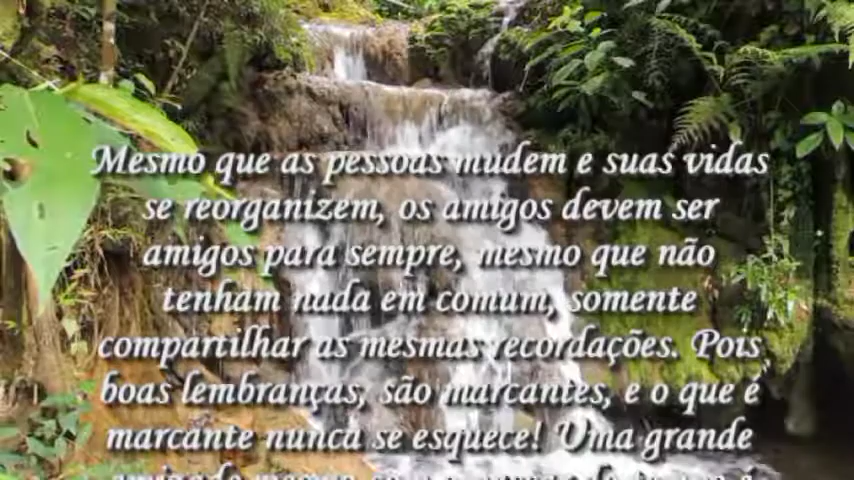 Mesmo que as pessoas mudem e suas vidas
se reorganizem, os amigos devem ser
amigos para sempre, mesmo que não
tenham nada em comum, somente
compartilhar as mesmas recordações. Pois
boas lembranças, são marcantes, e o que é
marcante nunca se esquece! Uma grande